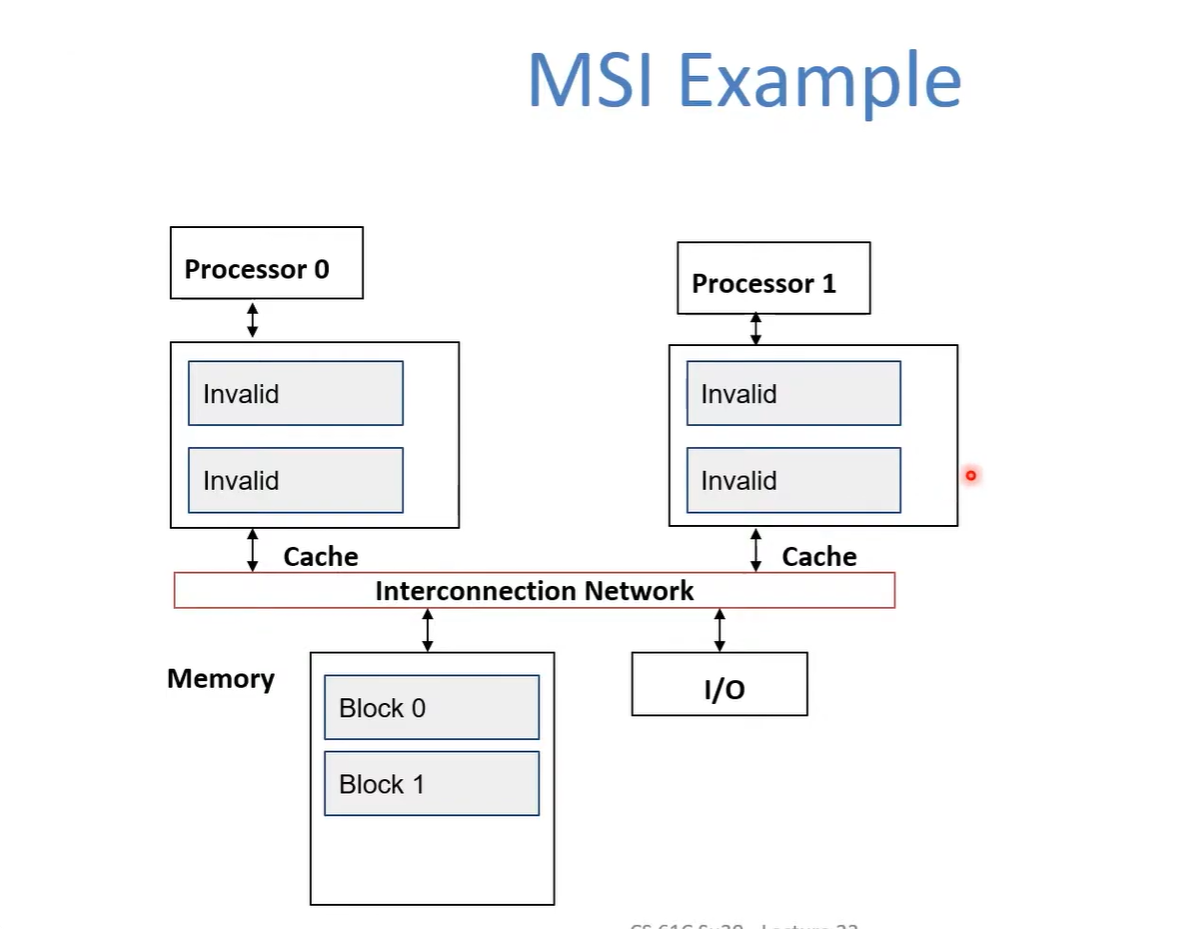 MSI Example
Processor 0
Processor 1
Invalid
Invalid
Invalid
Invalid
Cache
Cache
Interconnection Network
Memory
Block 0
Block 1
I/O